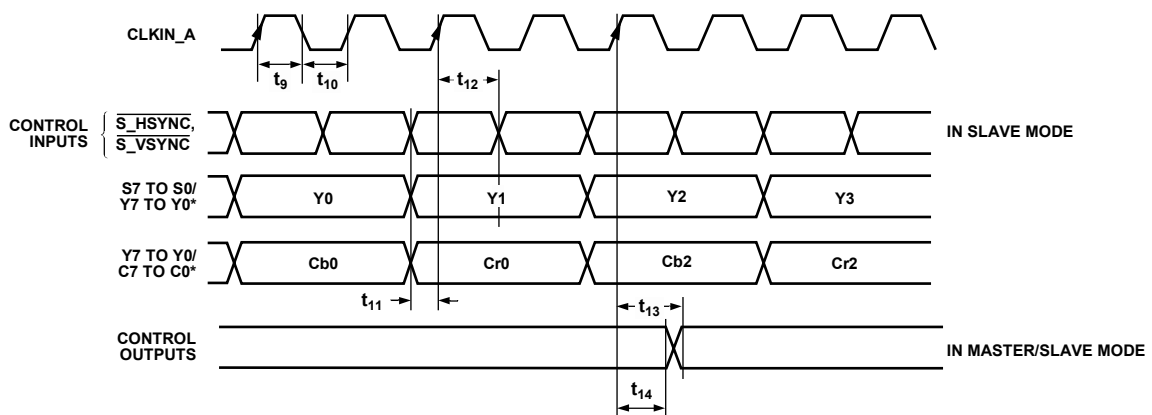 CLKIN_A
t9
t10
t12
CONTROL
INPUTS
S_HSYNC,
S_VSYNC
IN SLAVE MODE
S7 TO S0/
Y7 TO Y0*
Y0
Y1
Y2
Y3
Y7 TO Y0/
C7 TO C0*
Cb0
Cr0
Cb2
Cr2
t11
t13
CONTROL
OUTPUTS
IN MASTER/SLAVE MODE
t14